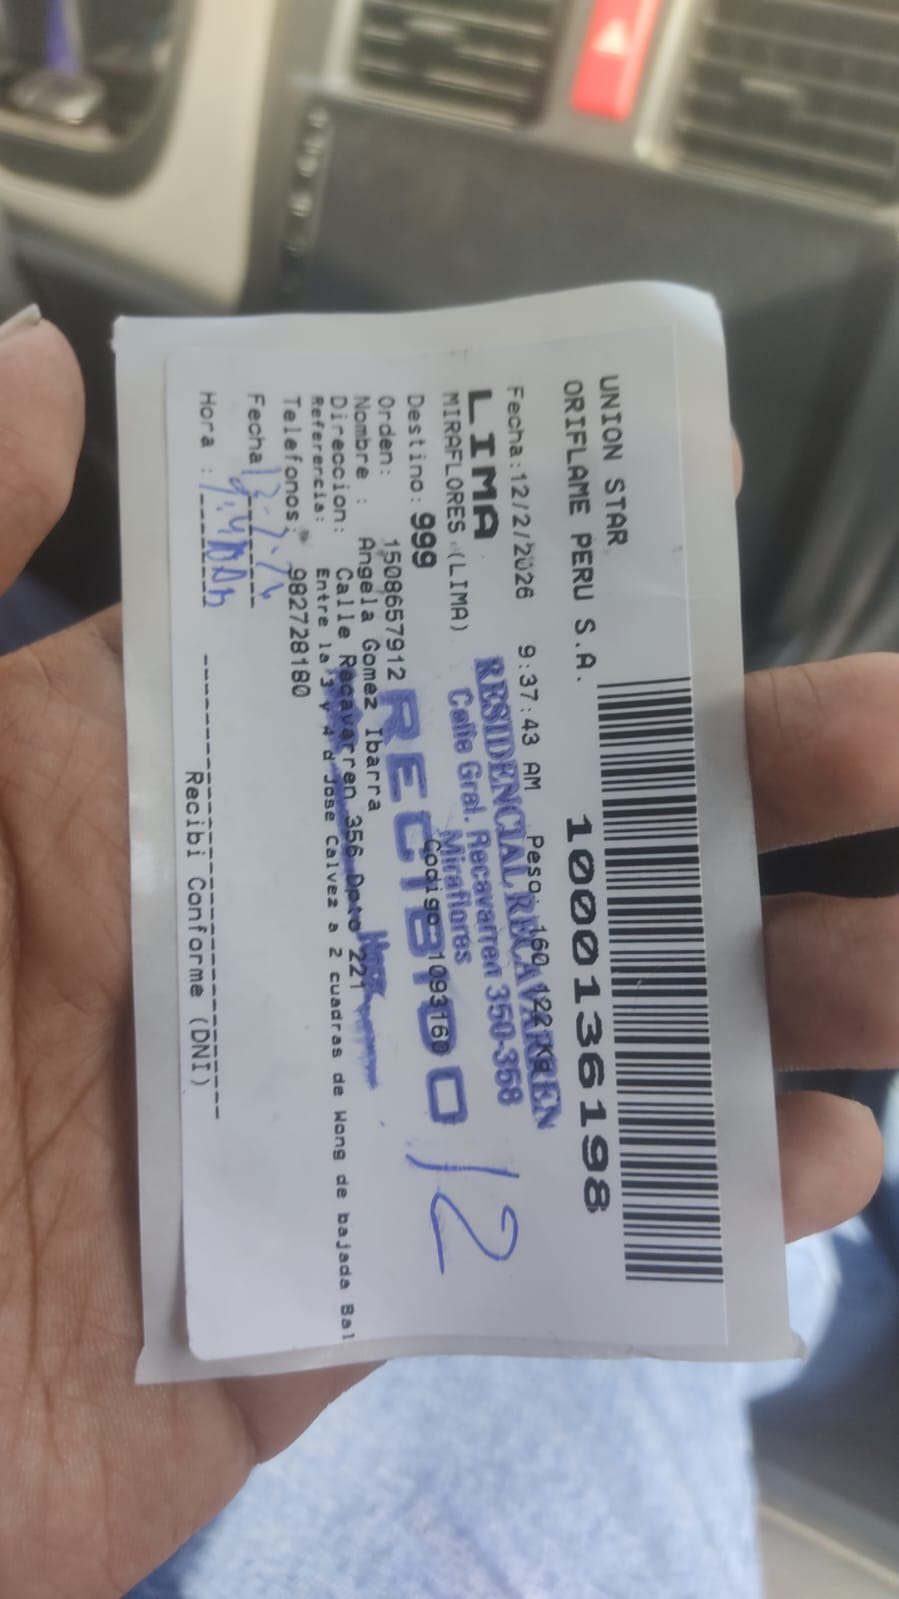 UNION STAR
ORIFLAME PERU S.A.
1000136198
Fecha:12/2/2026 9:37:43 AM Peso: 160,122 Kg
LIMA
MIRAFLORES (LIMA)
RESIDENCIAL RECAVARREN
Calle Gral. Recavarren 350-358
Miraflores
Destino: 999 Codigo 1093160
RECIBIDO
12
Orden: 1508657912
Nombre : Angela Gomez Ibarra
Direccion: Calle Recavarren 356 Dpto 221
Referencia: Entre la 3 y 4 d Jose Calvez a 2 cuadras de Wong de bajada Bal
Telefonos: 982728180
Fecha
Hora :
Recibi Conforme (DNI)